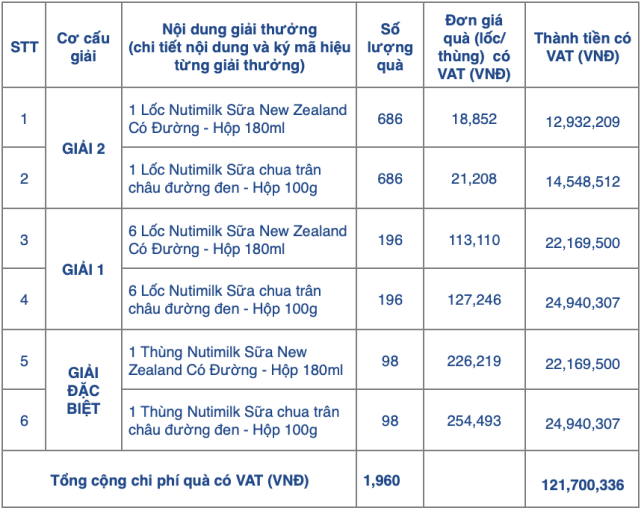 STT
Cơ cấu
giải
Nội dung giải thưởng
(chi tiết nội dung và ký mã hiệu
từng giải thưởng)
Số
lượng
quà
Đơn giá
quà (lốc/
thùng) có
VAT (VNĐ)
Thành tiền có
VAT (VNĐ)
1
GIẢI 2
1 Lốc Nutimilk Sữa New Zealand
Có Đường - Hộp 180ml
686
18,852
12,932,209
2
1 Lốc Nutimilk Sữa chua trân
châu đường đen - Hộp 100g
686
21,208
14,548,512
3
GIẢI 1
6 Lốc Nutimilk Sữa New Zealand
Có Đường - Hộp 180ml
196
113,110
22,169,500
4
6 Lốc Nutimilk Sữa chua trân
châu đường đen - Hộp 100g
196
127,246
24,940,307
5
GIẢI
ĐẶC
BIỆT
1 Thùng Nutimilk Sữa New
Zealand Có Đường - Hộp 180ml
98
226,219
22,169,500
6
1 Thùng Nutimilk Sữa chua trân
châu đường đen - Hộp 100g
98
254,493
24,940,307
Tổng cộng chi phí quà có VAT (VNĐ)
1,960
121,700,336